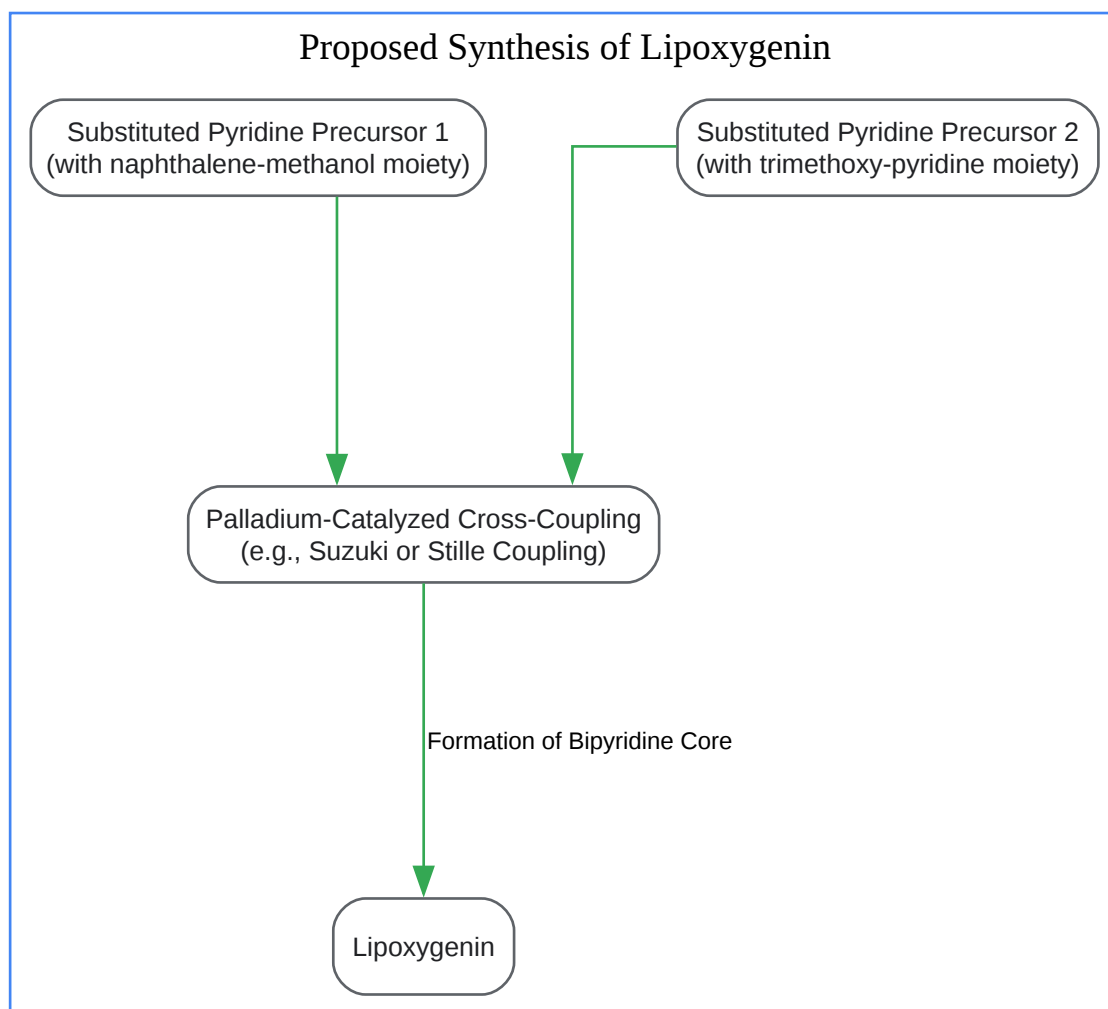 Proposed Synthesis of Lipoxygenin
Substituted Pyridine Precursor 1
(with naphthalene-methanol moiety)
Substituted Pyridine Precursor 2
(with trimethoxy-pyridine moiety)
Palladium-Catalyzed Cross-Coupling
(e.g., Suzuki or Stille Coupling)
Formation of Bipyridine Core
Lipoxygenin